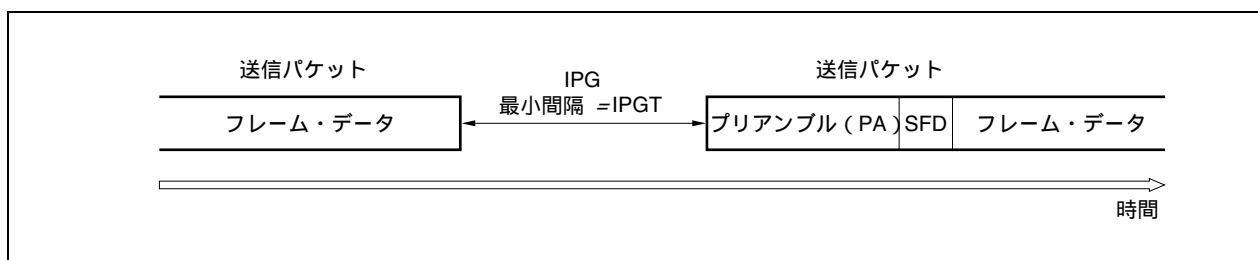 送信パケット
IPG
最小間隔 =IPGT
送信パケット
フレーム・データ
プリアンブル（PA）
SFD
フレーム・データ
時間